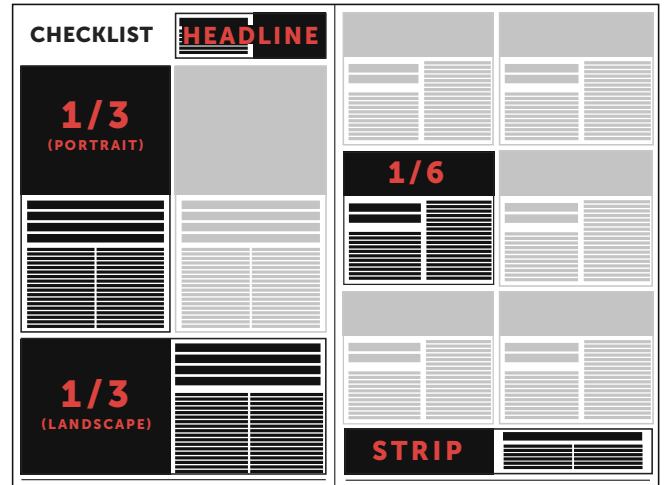 CHECKLIST
HEADLINE
1/3
(PORTRAIT)
1/3
(LANDSCAPE)
1/6
STRIP